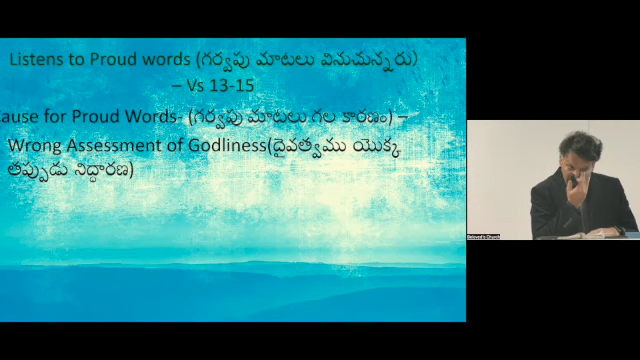 Listens to Proud words (గర్వపు మాటలు వినుచున్నరు)
– Vs 13-15
ause for Proud Words- (గర్వపు మాటలు గల కారణం) –
Wrong Assessment of Godliness(దైవత్వము యొక్క
తప్పుడు నిర్ధారణ)